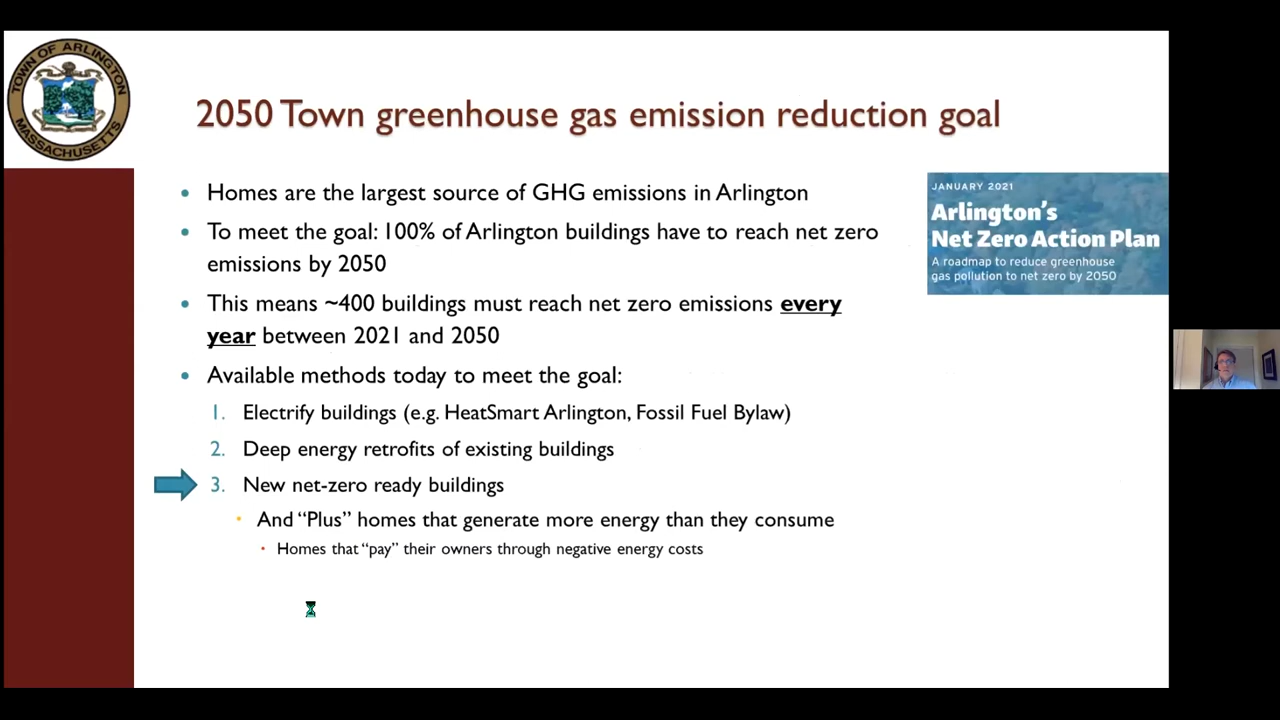 TOWN OF ARLINGTON
MASSACHUSETTS
2050 Town greenhouse gas emission reduction goal
• Homes are the largest source of GHG emissions in Arlington
• To meet the goal: 100% of Arlington buildings have to reach net zero
emissions by 2050
• This means ~400 buildings must reach net zero emissions every
year between 2021 and 2050
• Available methods today to meet the goal:
1. Electrify buildings (e.g. HeatSmart Arlington, Fossil Fuel Bylaw)
2. Deep energy retrofits of existing buildings
3. New net-zero ready buildings
• And “Plus” homes that generate more energy than they consume
• Homes that “pay” their owners through negative energy costs
JANUARY 2021
Arlington’s
Net Zero Action Plan
A roadmap to reduce greenhouse
gas pollution to net zero by 2050